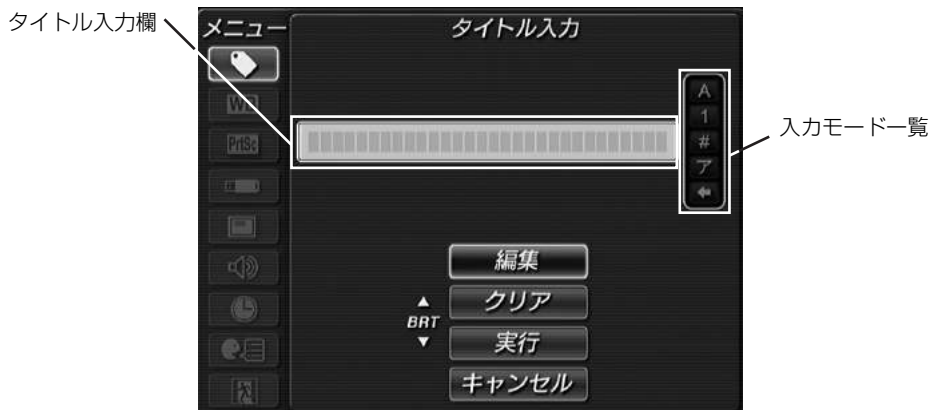 タイトル入力欄
メニュー
タイトル入力
WB
PrtSc
A
1
#
ア
入力モード一覧
編集
クリア
BRT
実行
キャンセル